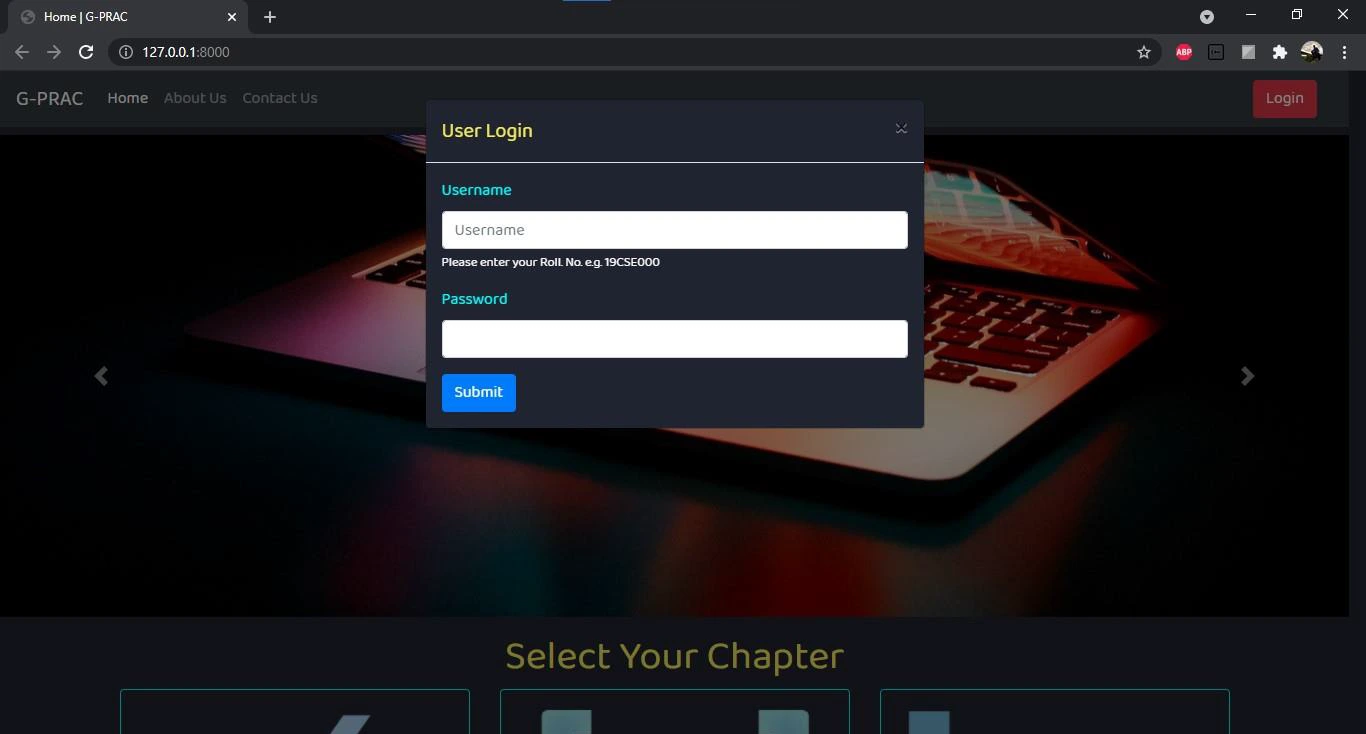 Home | G-PRAC
127.0.0.1:8000
ABP
G-PRAC Home About Us Contact Us Login
User Login
Username
Username
Please enter your Roll. No. e.g. 19CSE000
Password
Submit
Select Your Chapter